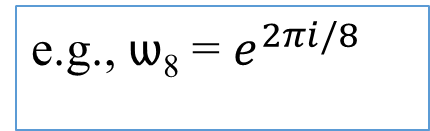 e.g., ω₈ = e^{2πi/8}